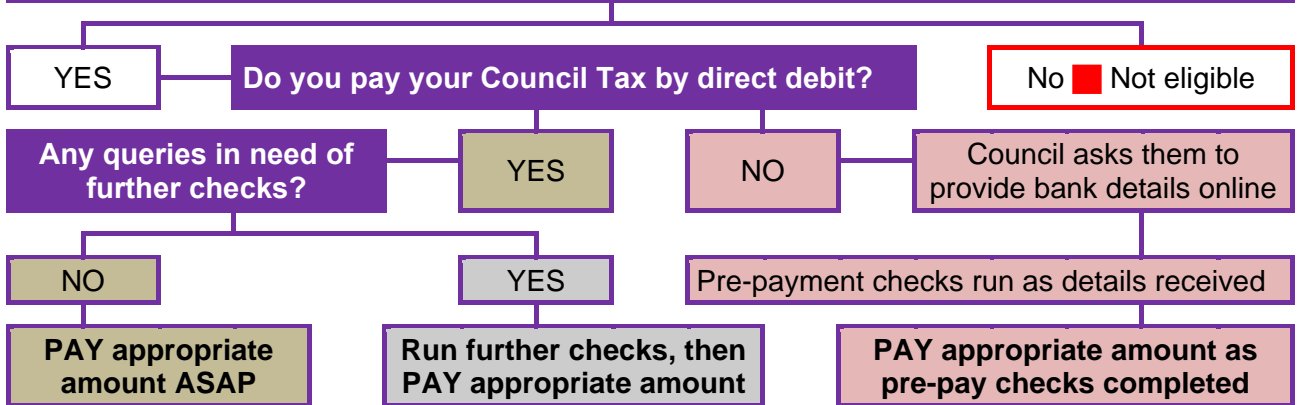 YES
Do you pay your Council Tax by direct debit?
No Not eligible
Any queries in need of
further checks?
YES
NO
Council asks them to
provide bank details online
NO
YES
Pre-payment checks run as details received
PAY appropriate
amount ASAP
Run further checks, then
PAY appropriate amount
PAY appropriate amount as
pre-pay checks completed